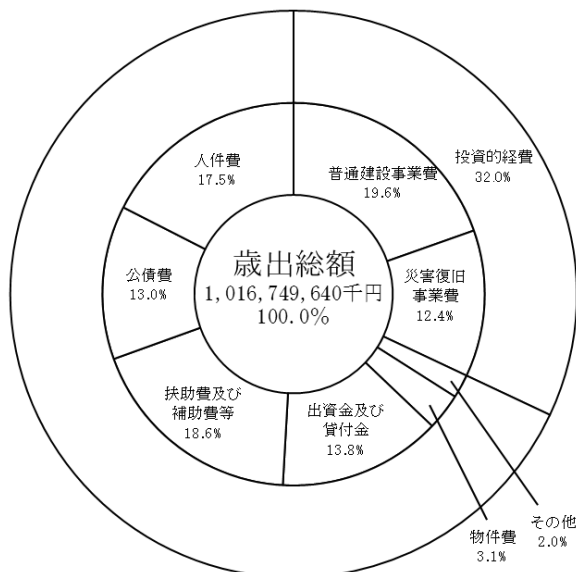 投資的経費
32.0%
普通建設事業費
19.6%
災害復旧
事業費
12.4%
その他
2.0%
物件費
3.1%
出資金及び
貸付金
13.8%
扶助費及び
補助費等
18.6%
公債費
13.0%
人件費
17.5%
歳出総額
1,016,749,640千円
100.0%